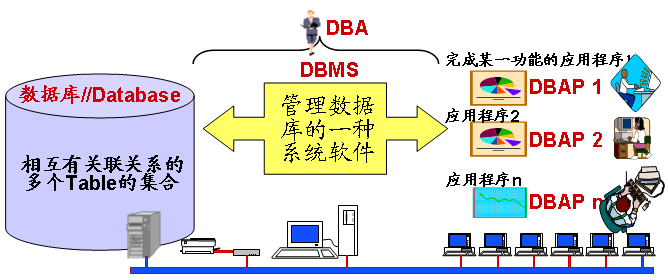 DBA
DBMS
数据库//Database
相互有关联关系的
多个Table的集合
管理数据
库的一种
系统软件
完成某一功能的应用程序1
DBAP 1
应用程序2
DBAP 2
应用程序n
DBAP n